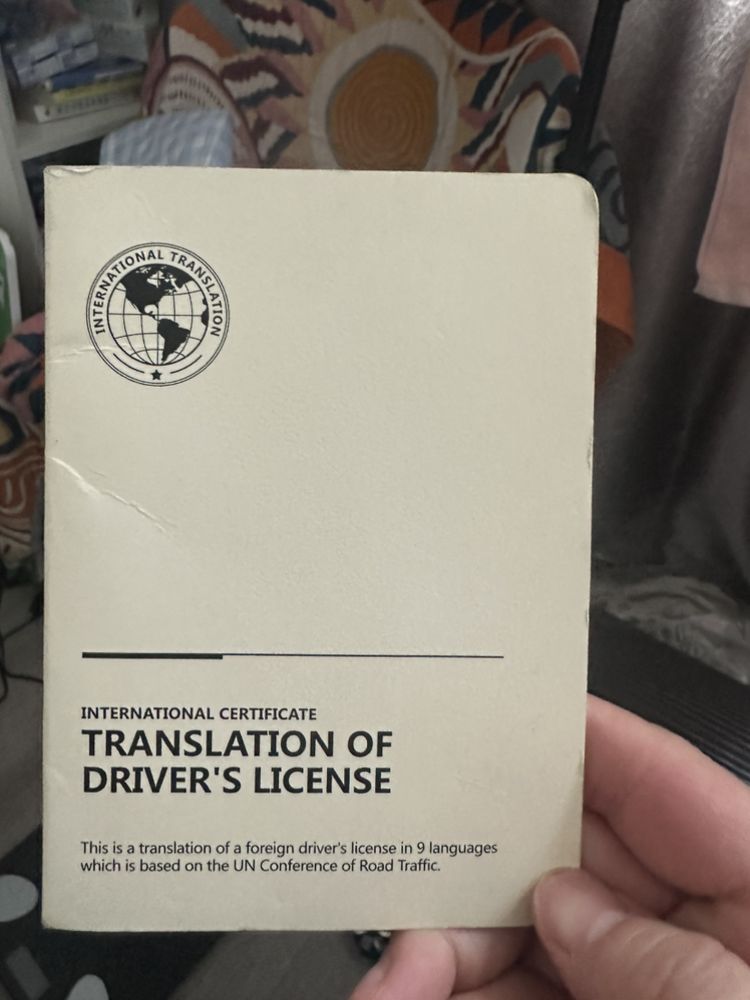 INTERNATIONAL TRANSLATION
INTERNATIONAL CERTIFICATE
TRANSLATION OF
DRIVER'S LICENSE
This is a translation of a foreign driver's license in 9 languages
which is based on the UN Conference of Road Traffic.